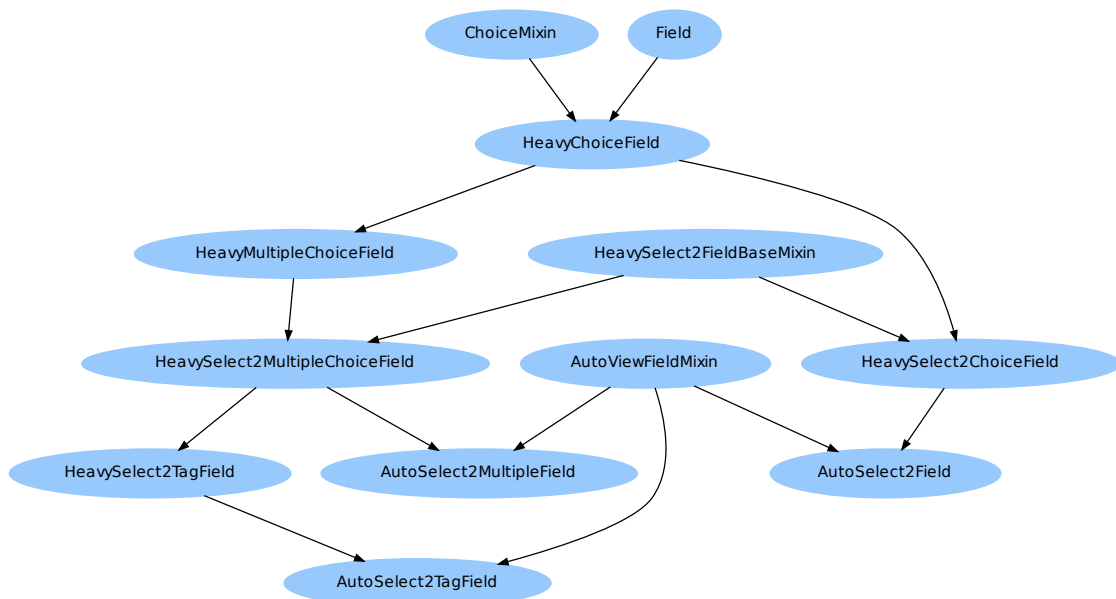 ChoiceMixin
Field
HeavyChoiceField
HeavyMultipleChoiceField
HeavySelect2FieldBaseMixin
HeavySelect2MultipleChoiceField
AutoViewFieldMixin
HeavySelect2ChoiceField
HeavySelect2TagField
AutoSelect2MultipleField
AutoSelect2Field
AutoSelect2TagField